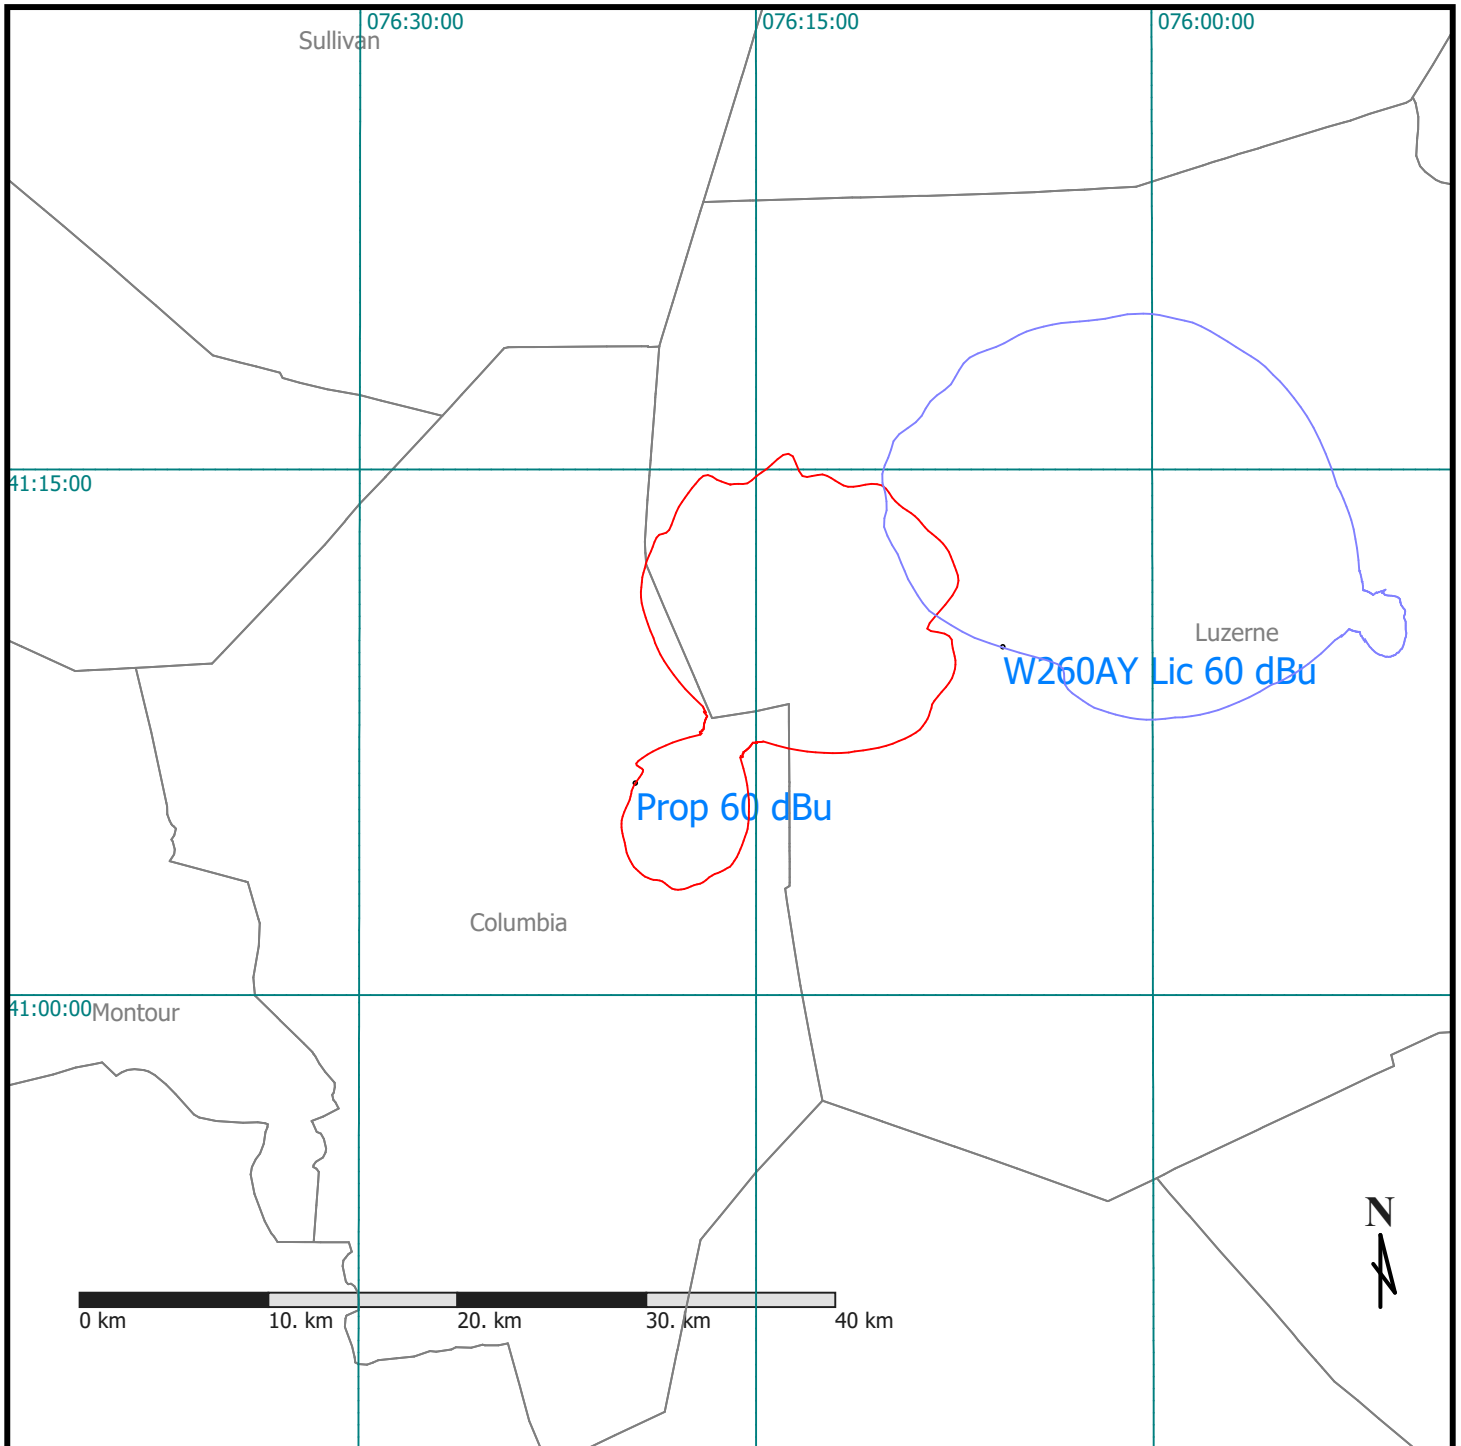 076:30:00
076:15:00
076:00:00
Sullivan
41:15:00
Luzerne
W260AY Lic 60 dBu
Prop 60 dBu
Columbia
41:00:00
Montour
N
0 km
10. km
20. km
30. km
40 km